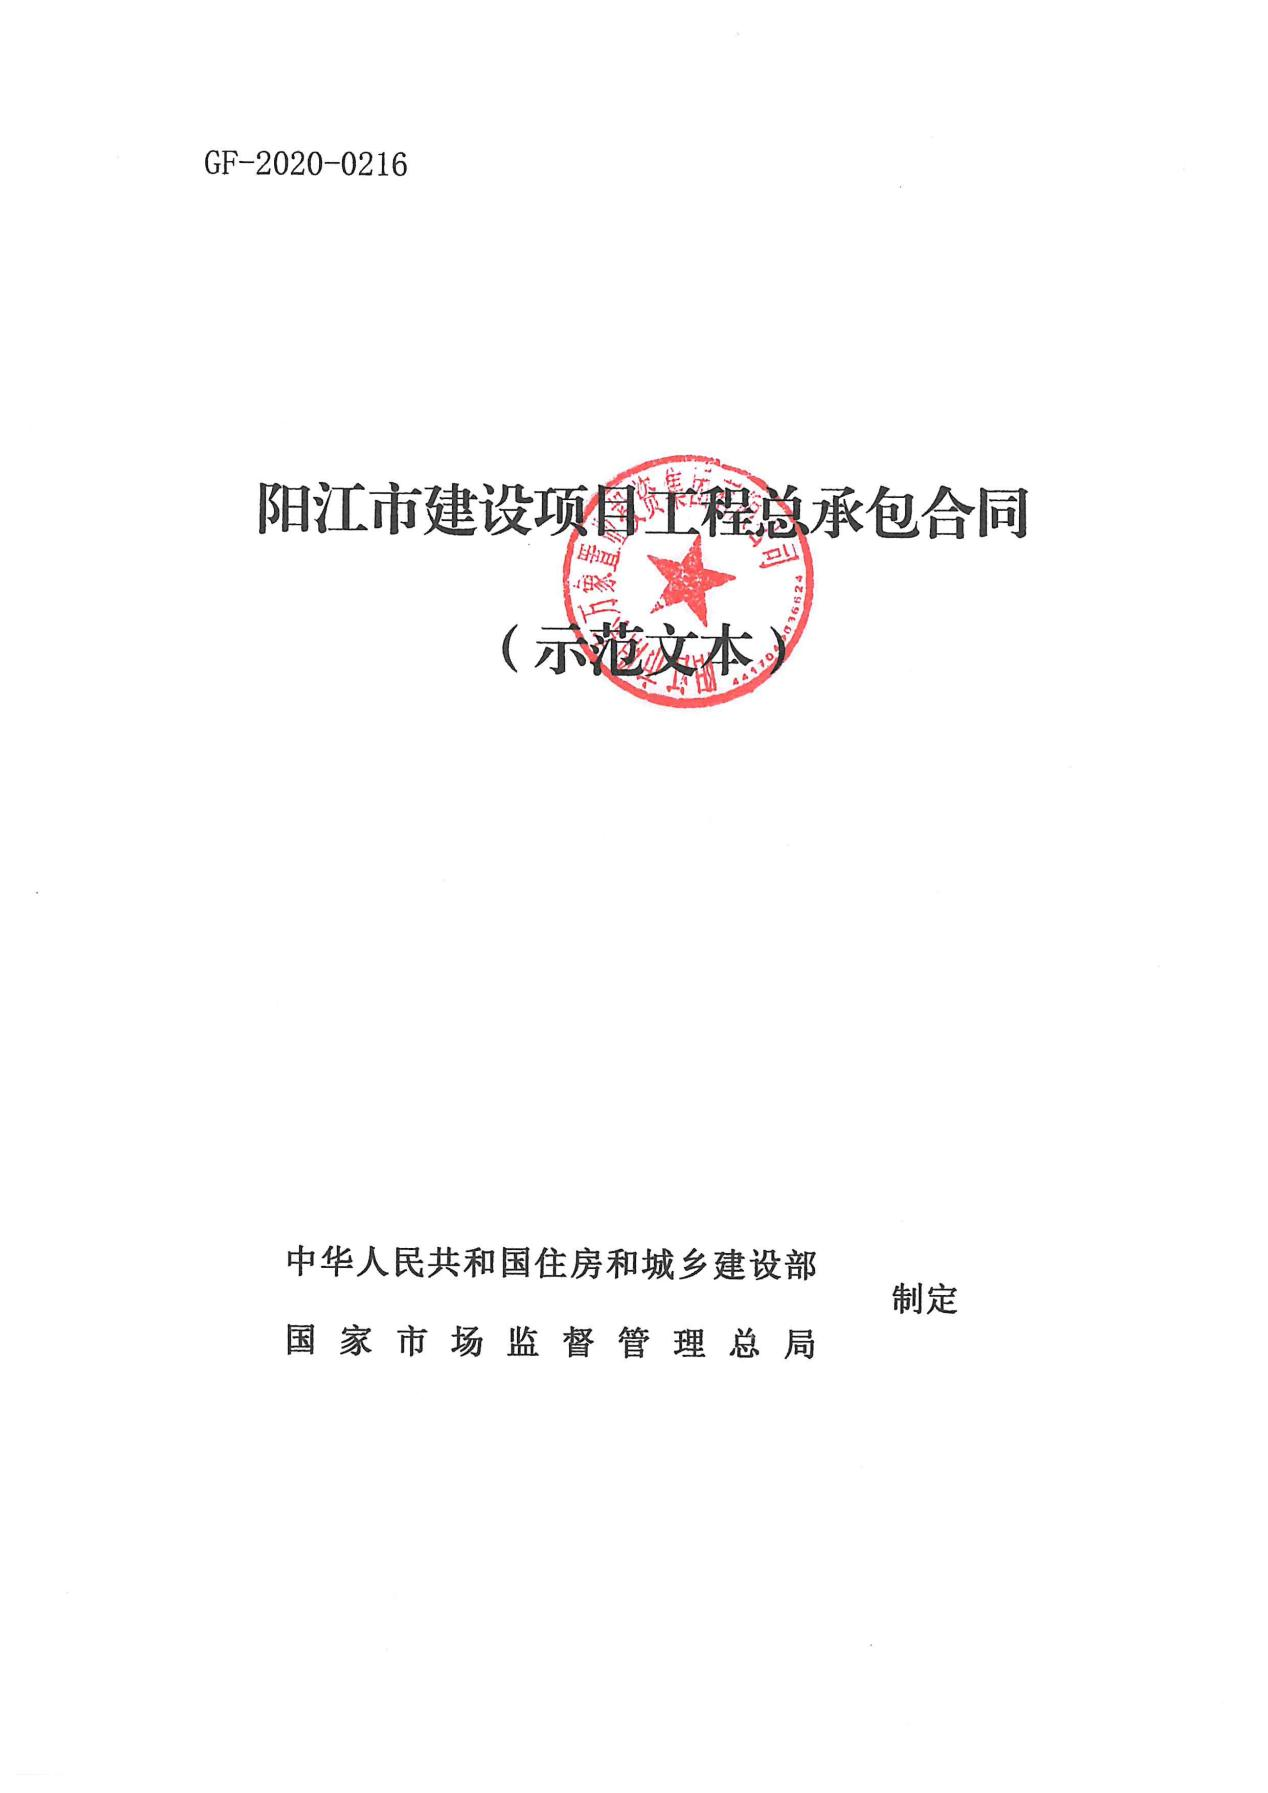 GF-2020-0216
阳江市建设项目工程总承包合同
（示范文本）
中华人民共和国住房和城乡建设部
制定
国家市场监督管理总局